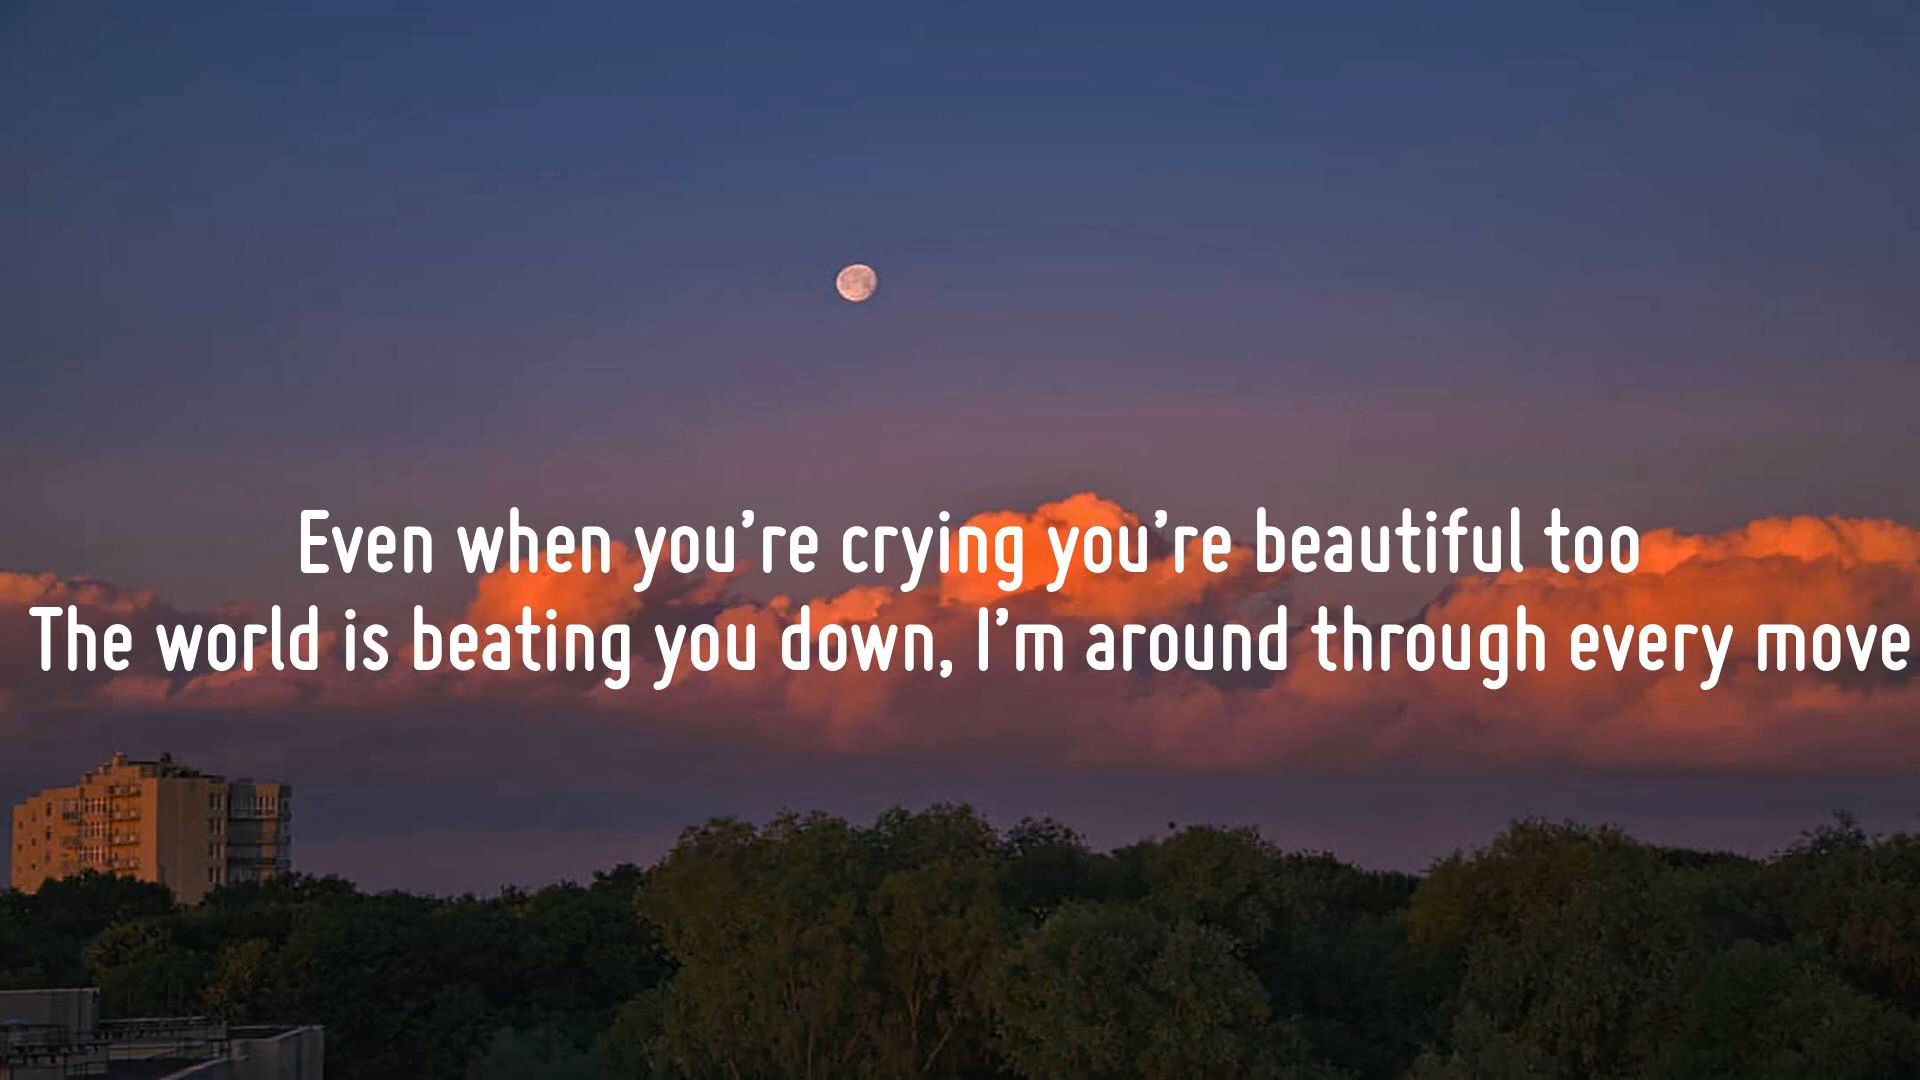 Even when you’re crying you’re beautiful too
The world is beating you down, I’m around through every move